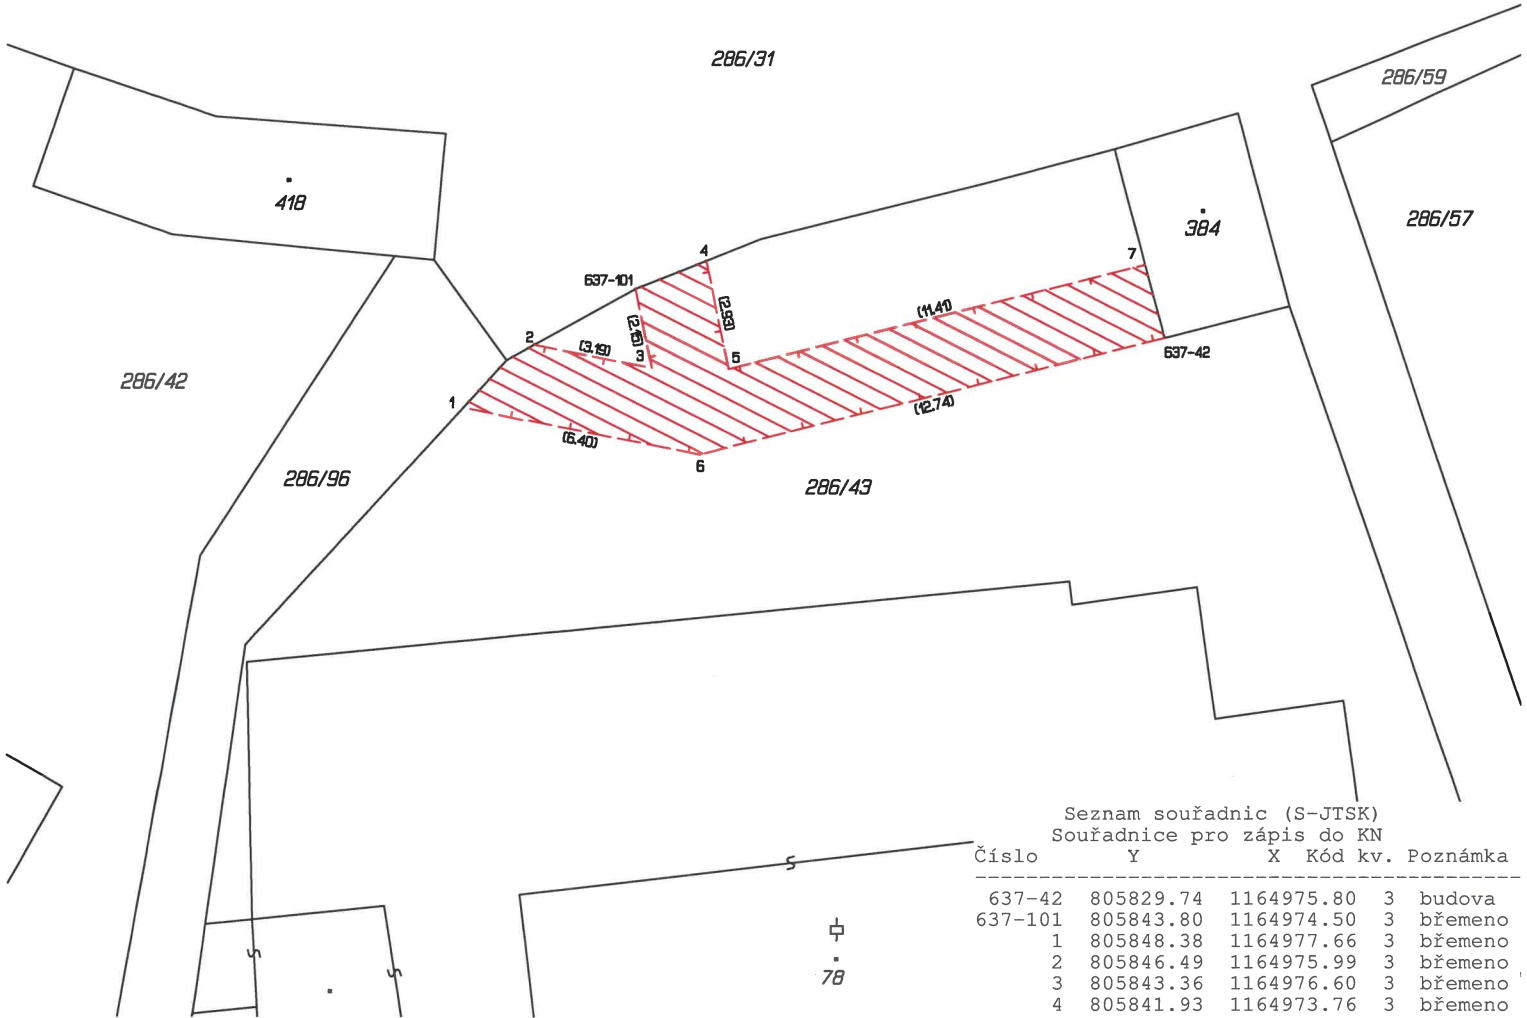 286/31
286/59
418
384
286/57
4
7
637-101
(11.41)
(2.93)
(2.15)
2
(3.19)
3
5
637-42
286/42
1
(12.74)
(6.40)
6
286/96
286/43
Seznam souřadnic (S-JTSK)
Souřadnice pro zápis do KN
Číslo Y X Kód kv. Poznámka
637-42 805829.74 1164975.80 3 budova
637-101 805843.80 1164974.50 3 břemeno
1 805848.38 1164977.66 3 břemeno
2 805846.49 1164975.99 3 břemeno
3 805843.36 1164976.60 3 břemeno
4 805841.93 1164973.76 3 břemeno
78